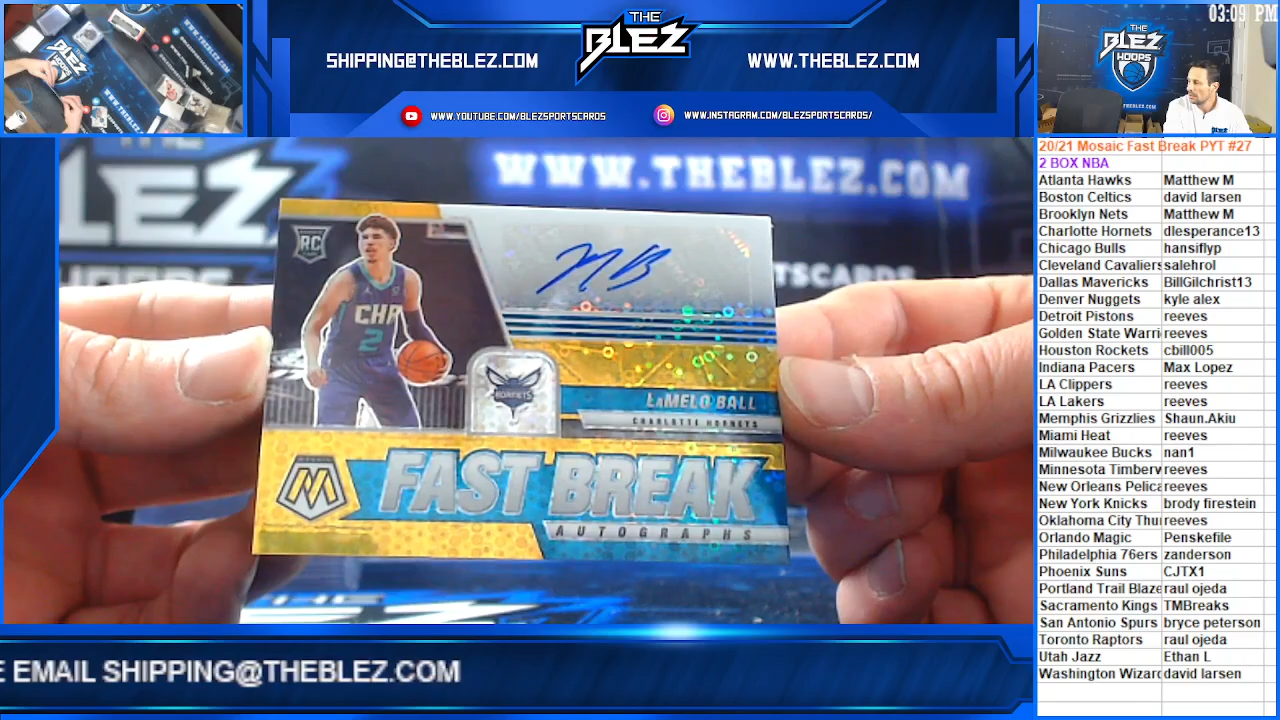 SHIPPING@THEBLEZ.COM
THE
BLEZ
WWW.THEBLEZ.COM
WWW.YOUTUBE.COM/BLEZSPORTSCARDS
WWW.INSTAGRAM.COM/BLEZSPORTSCARDS/
03:09 PM
THE
BLEZ
HOOPS
WWW.THEBLEZ.COM
RC
CHR
2
HORNETS
LAMELO BALL
CHARLOTTE HORNETS
FAST BREAK
AUTOGRAPHS
E EMAIL SHIPPING@THEBLEZ.COM
20/21 Mosaic Fast Break PYT #27
2 BOX NBA
Atlanta Hawks Matthew M
Boston Celtics david larsen
Brooklyn Nets Matthew M
Charlotte Hornets dlesperance13
Chicago Bulls hansiflyp
Cleveland Cavaliers salehrol
Dallas Mavericks BillGilchrist13
Denver Nuggets kyle alex
Detroit Pistons reeves
Golden State Warri reeves
Houston Rockets cbill005
Indiana Pacers Max Lopez
LA Clippers reeves
LA Lakers reeves
Memphis Grizzlies Shaun.Akiu
Miami Heat reeves
Milwaukee Bucks nan1
Minnesota Timberw reeves
New Orleans Pelica reeves
New York Knicks brody firestein
Oklahoma City Thu reeves
Orlando Magic Penskefile
Philadelphia 76ers zanderson
Phoenix Suns CJTX1
Portland Trail Blaze raul ojeda
Sacramento Kings TMBreaks
San Antonio Spurs bryce peterson
Toronto Raptors raul ojeda
Utah Jazz Ethan L
Washington Wizard david larsen